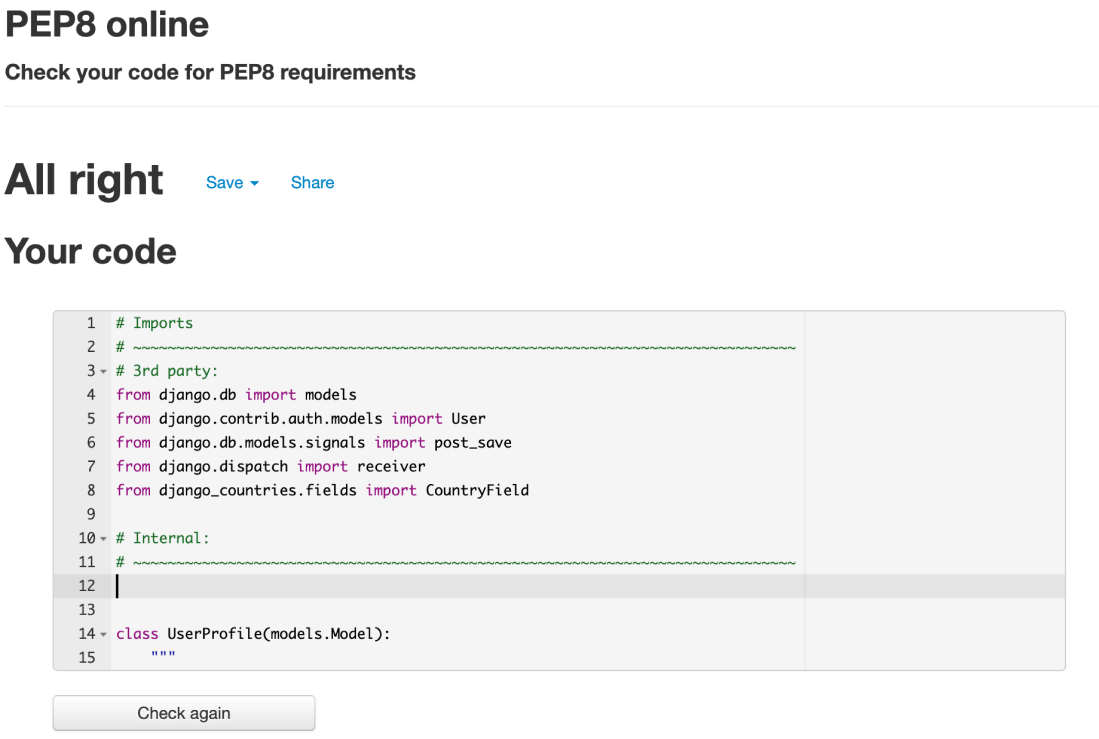 PEP8 online
Check your code for PEP8 requirements
All right Save Share
Your code
1 # Imports
2 # ~~~~~~~~~~~~~~~~~~~~~~~~~~~~~~~~~~~~~~~~~~~~~~~~~~~~~~~~~~~~~~~~~~~~~~~~~~~~~
3 # 3rd party:
4 from django.db import models
5 from django.contrib.auth.models import User
6 from django.db.models.signals import post_save
7 from django.dispatch import receiver
8 from django_countries.fields import CountryField
9
10 # Internal:
11 # ~~~~~~~~~~~~~~~~~~~~~~~~~~~~~~~~~~~~~~~~~~~~~~~~~~~~~~~~~~~~~~~~~~~~~~~~~~~~~
12
13
14 class UserProfile(models.Model):
15     """
Check again